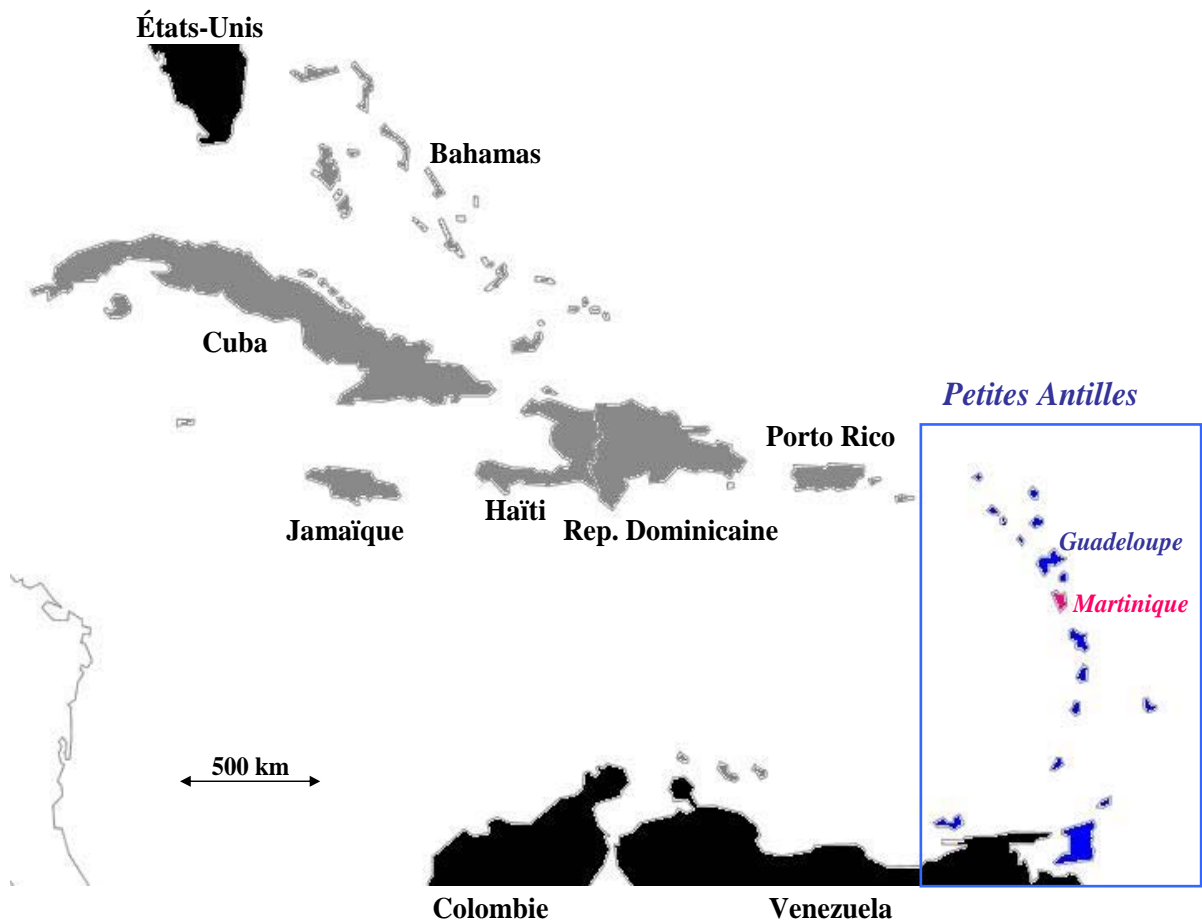 États-Unis
Bahamas
Cuba
Petites Antilles
Porto Rico
Haïti
Jamaïque
Rep. Dominicaine
Guadeloupe
Martinique
500 km
Colombie
Venezuela